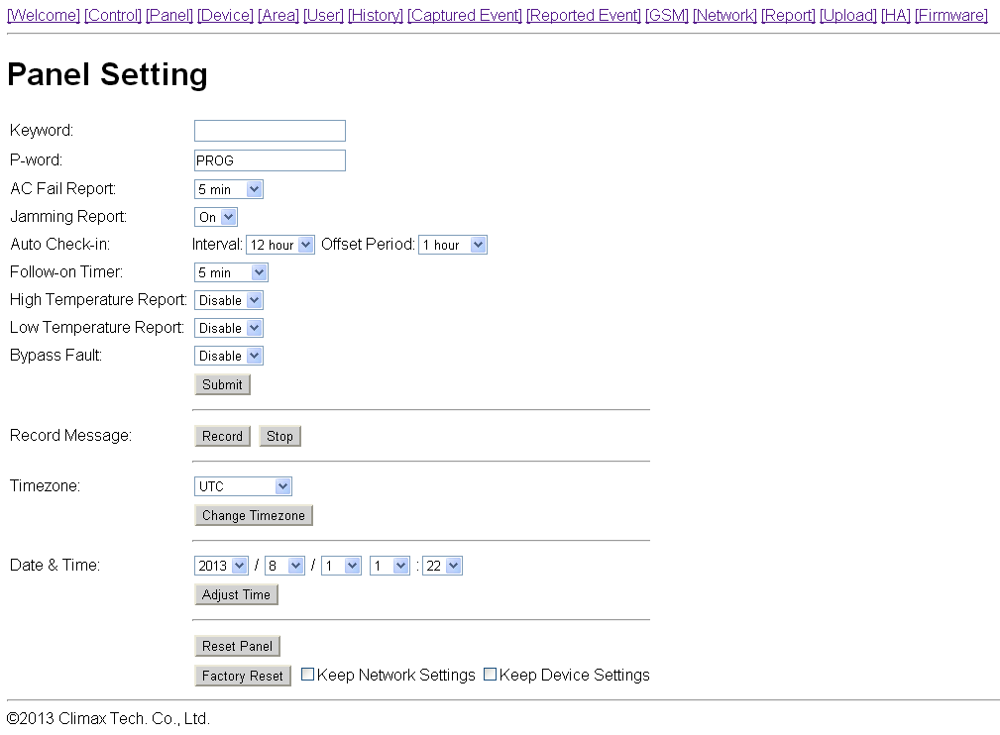 [Welcome] [Control] [Panel] [Device] [Area] [User] [History] [Captured Event] [Reported Event] [GSM] [Network] [Report] [Upload] [HA] [Firmware]
Panel Setting
Keyword:
P-word: PROG
AC Fail Report: 5 min
Jamming Report: On
Auto Check-in: Interval: 12 hour Offset Period: 1 hour
Follow-on Timer: 5 min
High Temperature Report: Disable
Low Temperature Report: Disable
Bypass Fault: Disable
Submit
Record Message: Record Stop
Timezone: UTC
Change Timezone
Date & Time: 2013 / 8 / 1 1 : 22
Adjust Time
Reset Panel
Factory Reset Keep Network Settings Keep Device Settings
©2013 Climax Tech. Co., Ltd.